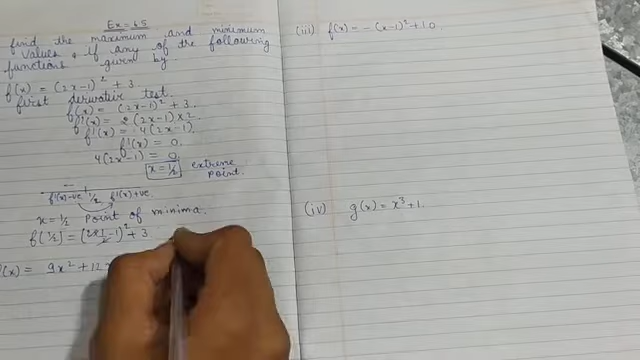 Ex = 6.5
find the maximum and minimum
values, if any of the following
functions given by
f(x) = (2x-1)² + 3
first derivative test.
f(x) = (2x-1)² + 3.
f'(x) = 2(2x-1)×2.
f'(x) = 4(2x-1).
f'(x) = 0.
4(2x-1) = 0
x = 1/2 extreme point.
f'(x) -ve 1/2 f'(x) +ve
x = 1/2 Point of minima.
f(1/2) = (2×1/2-1)² + 3
(x) = 9x² + 12x
(iii) f(x) = -(x-1)² + 10.
(iv) g(x) = x³ + 1.